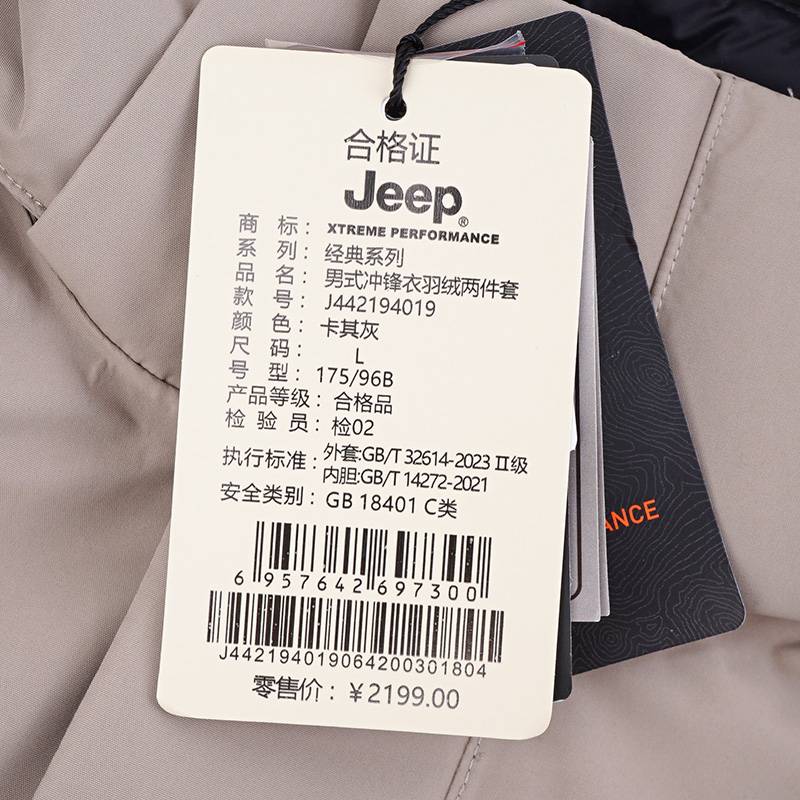 合格证
Jeep®
商 标： XTREME PERFORMANCE
系 列： 经典系列
品 名： 男式冲锋衣羽绒两件套
款 号： J442194019
颜 色： 卡其灰
尺 码： L
号 型： 175/96B
产品等级： 合格品
检 验 员： 检02
执行标准： 外套:GB/T 32614-2023 Ⅱ级
内胆:GB/T 14272-2021
安全类别： GB 18401 C类
6 957642 697300
J442194019064200301804
零售价： ￥2199.00
ANCE